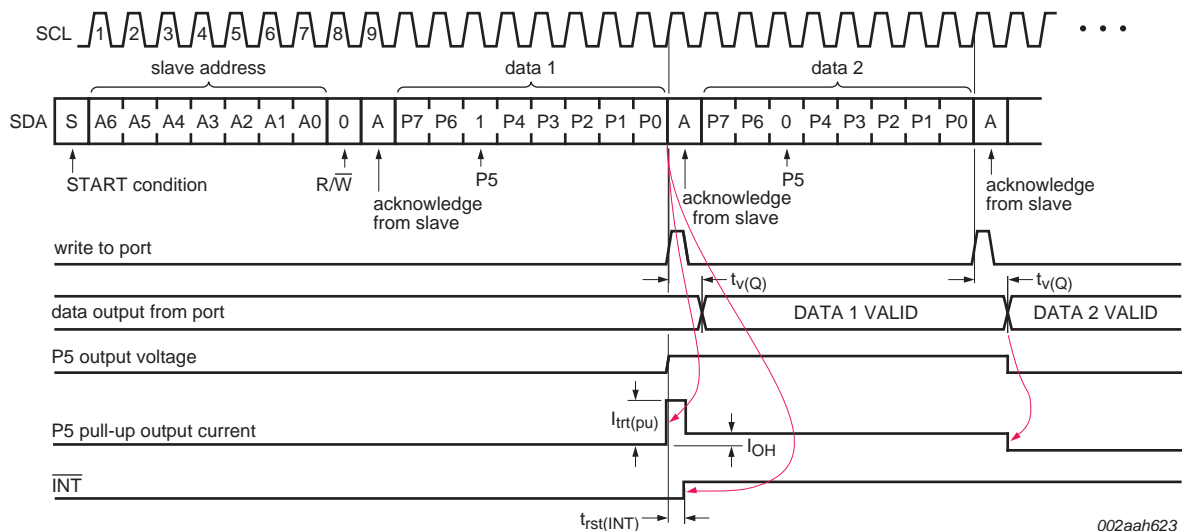 SCL 1 2 3 4 5 6 7 8 9
slave address data 1 data 2
SDA S A6 A5 A4 A3 A2 A1 A0 0 A P7 P6 1 P4 P3 P2 P1 P0 A P7 P6 0 P4 P3 P2 P1 P0 A
START condition
R/W̅
acknowledge
from slave
P5
acknowledge
from slave
P5
acknowledge
from slave
write to port
tv(Q)
tv(Q)
data output from port DATA 1 VALID DATA 2 VALID
P5 output voltage
Itrt(pu)
P5 pull-up output current
IOH
I̅N̅T̅
trst(INT)
002aah623